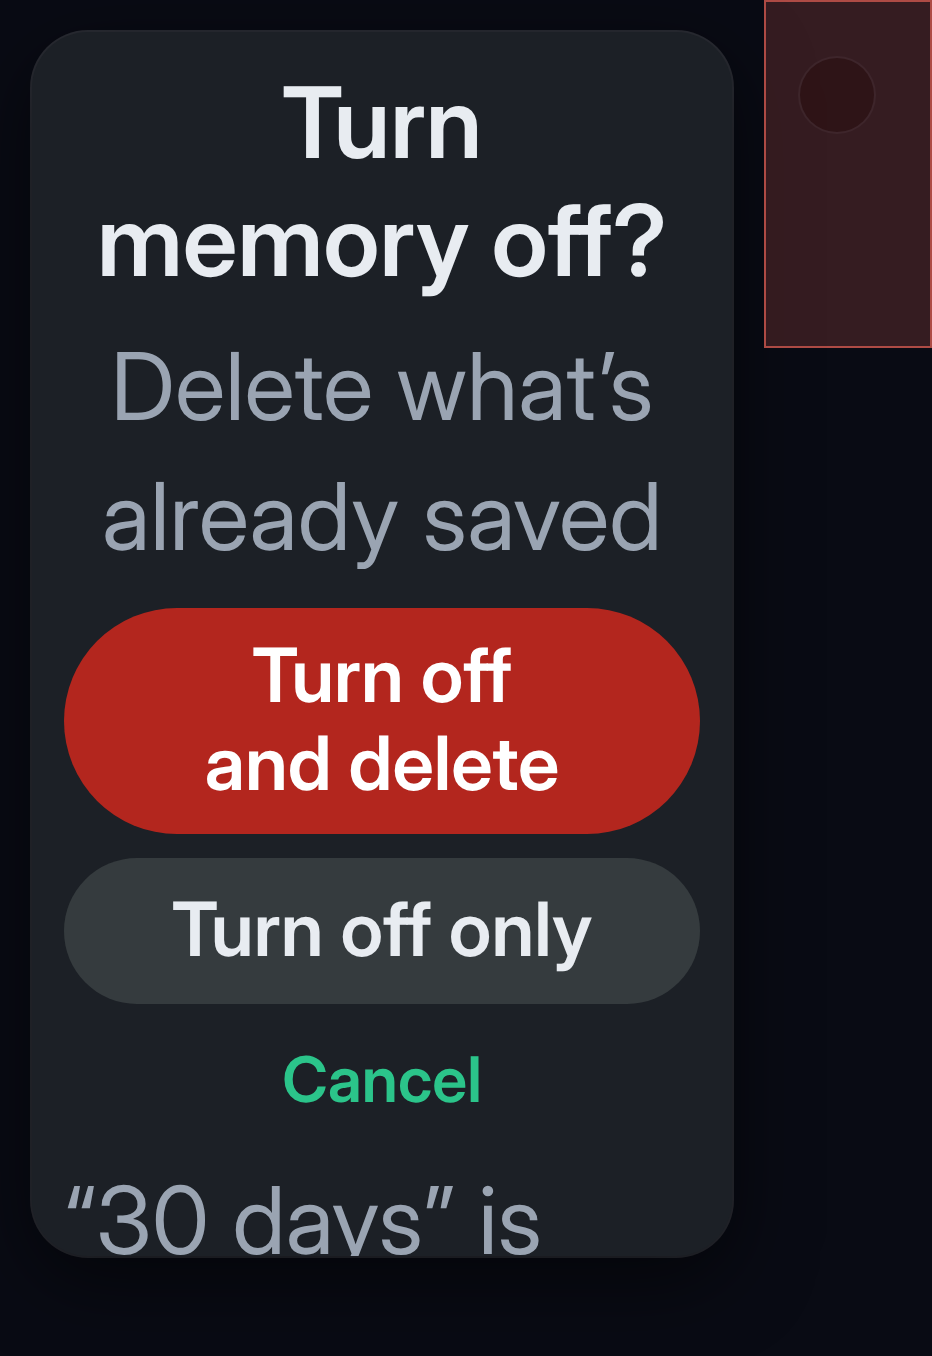 Turn
memory off?
Delete what’s
already saved
Turn off
and delete
Turn off only
Cancel
“30 days” is